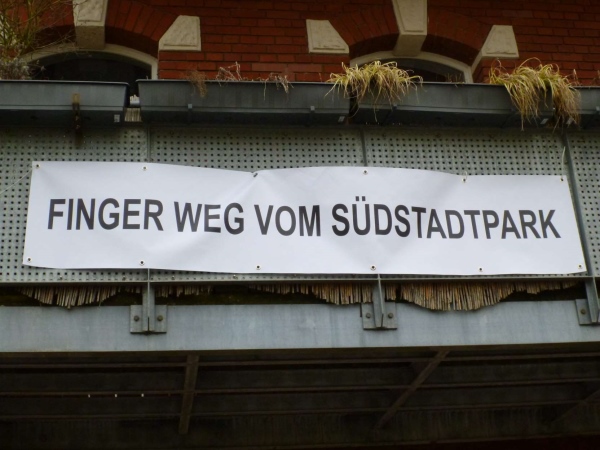 FINGER WEG VOM SÜDSTADTPARK